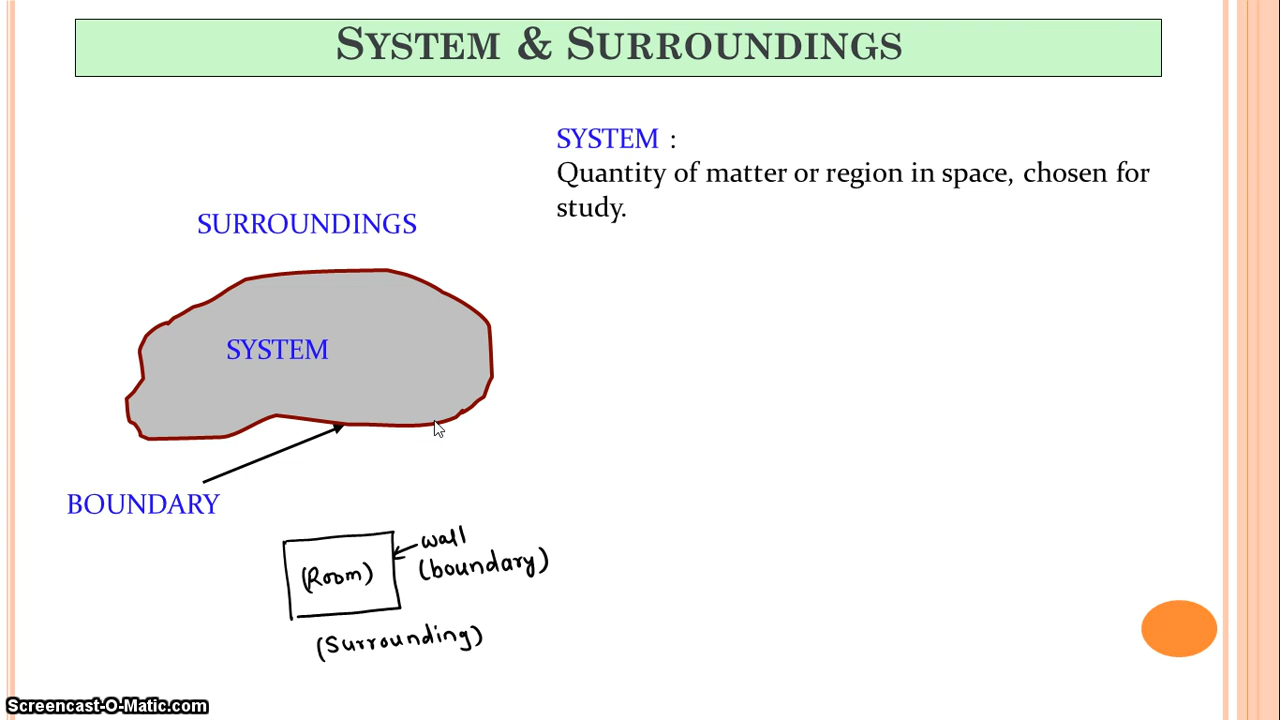 SYSTEM & SURROUNDINGS
SYSTEM :
Quantity of matter or region in space, chosen for
study.
SURROUNDINGS
SYSTEM
BOUNDARY
wall
(Room)
(boundary)
(Surrounding)
Screencast-O-Matic.com